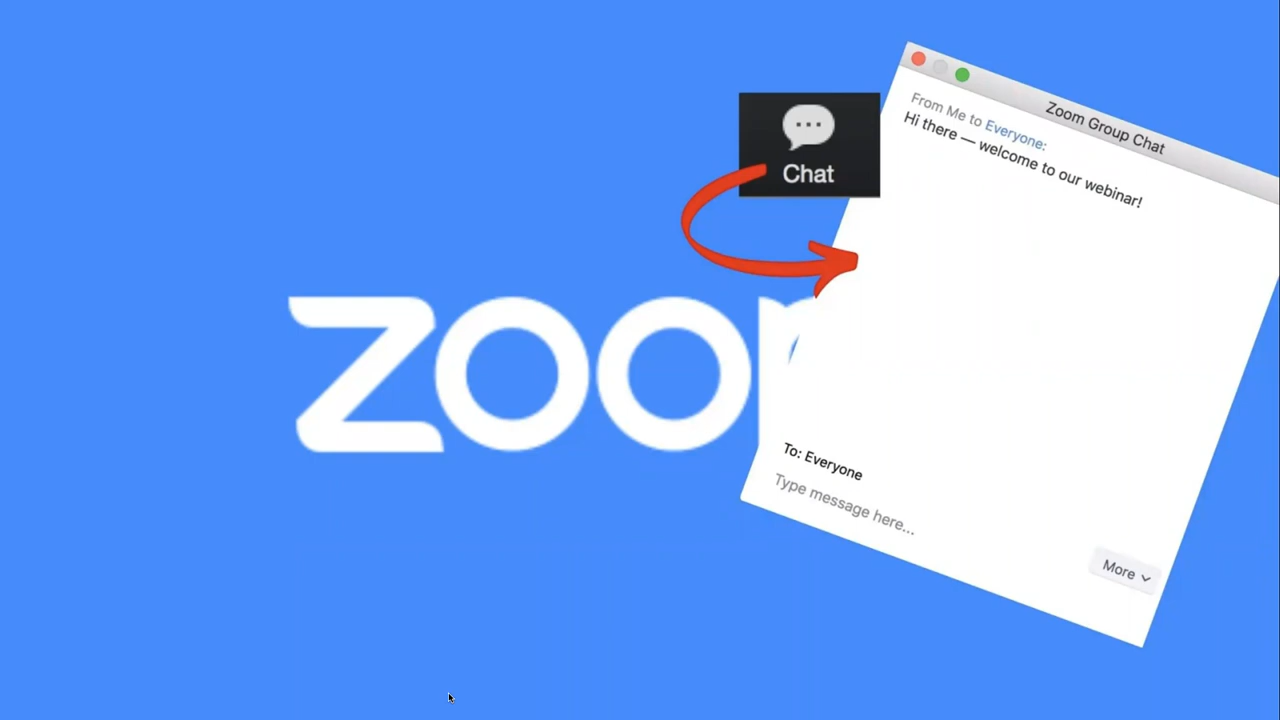 Zoom Group Chat
From Me to Everyone:
Hi there — welcome to our webinar!
Chat
zoom
To: Everyone
Type message here...
More